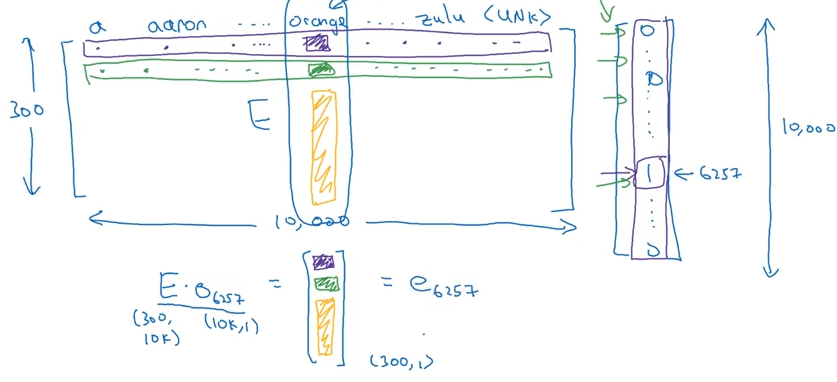 a aaron .... orange ..... zulu <UNK>
300
E
10,000
0
0
1 ← 6257
0
10,000
E · o₆₂₅₇ = = e₆₂₅₇
(300, 10K) (10K, 1)
(300, 1)